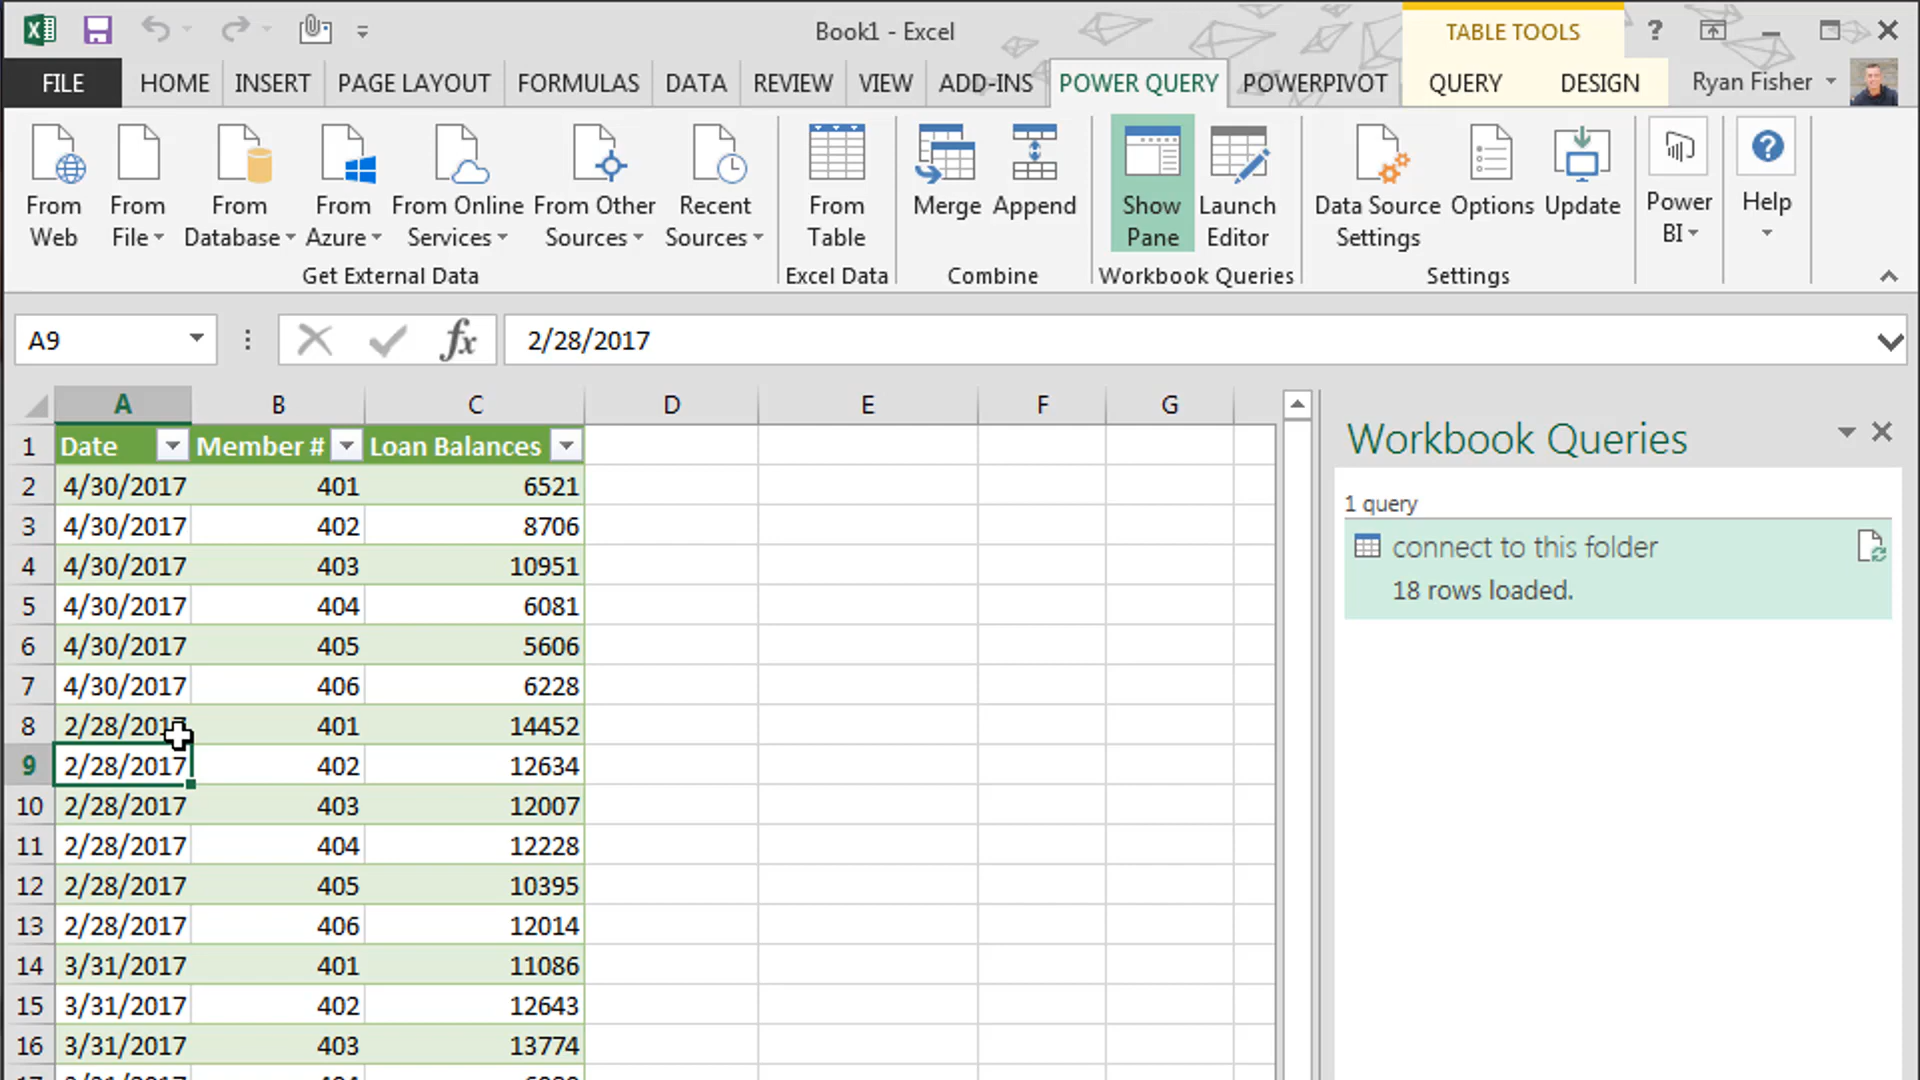 Book1 - Excel
TABLE TOOLS
?
FILE HOME INSERT PAGE LAYOUT FORMULAS DATA REVIEW VIEW ADD-INS POWER QUERY POWERPIVOT QUERY DESIGN Ryan Fisher
From Web
From File
From Database
From Azure
From Online Services
From Other Sources
Recent Sources
From Table
Merge
Append
Show Pane
Launch Editor
Data Source Settings
Options
Update
Power BI
Help
Get External Data
Excel Data
Combine
Workbook Queries
Settings
A9
fx
2/28/2017
A B C D E F G
1 Date Member # Loan Balances
2 4/30/2017 401 6521
3 4/30/2017 402 8706
4 4/30/2017 403 10951
5 4/30/2017 404 6081
6 4/30/2017 405 5606
7 4/30/2017 406 6228
8 2/28/2017 401 14452
9 2/28/2017 402 12634
10 2/28/2017 403 12007
11 2/28/2017 404 12228
12 2/28/2017 405 10395
13 2/28/2017 406 12014
14 3/31/2017 401 11086
15 3/31/2017 402 12643
16 3/31/2017 403 13774
Workbook Queries
1 query
connect to this folder
18 rows loaded.